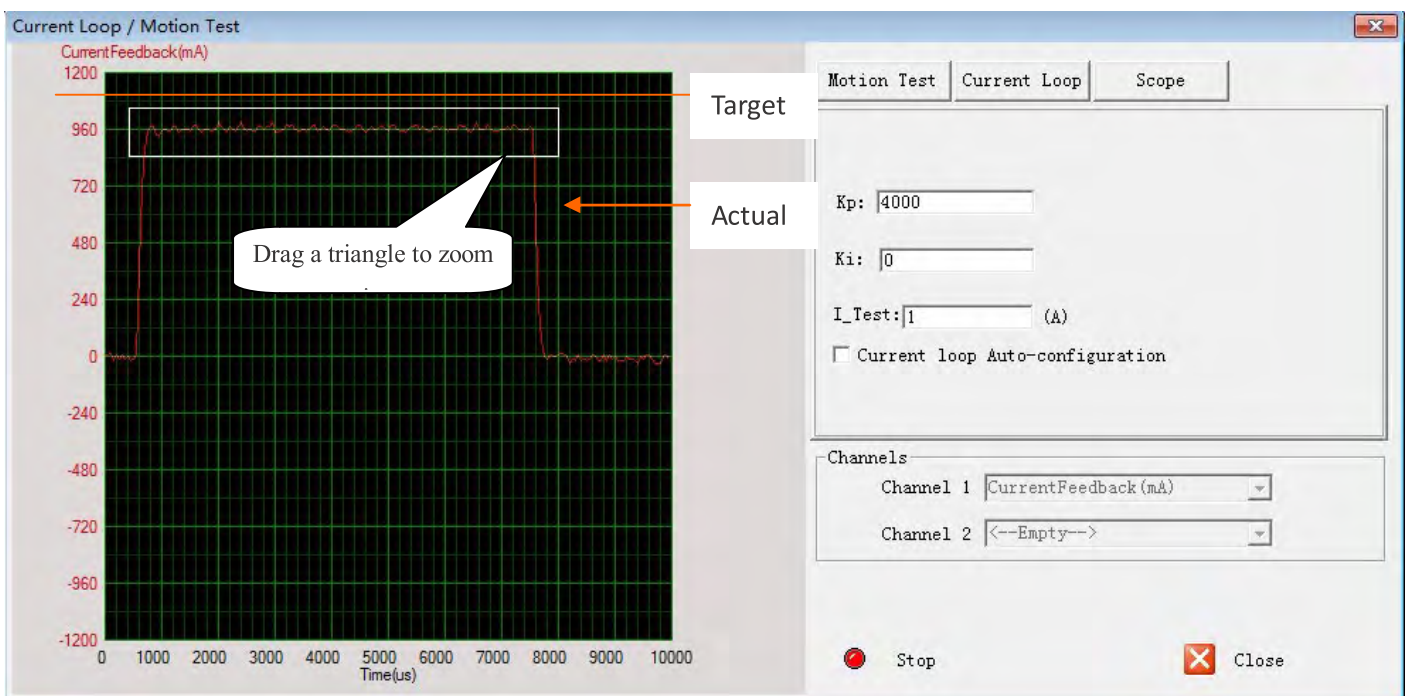 Current Loop / Motion Test
CurrentFeedback(mA)
1200
960
720
480
240
0
-240
-480
-720
-960
-1200
0 1000 2000 3000 4000 5000 6000 7000 8000 9000 10000
Time(us)
Target
Actual
Drag a triangle to zoom
.
Motion Test Current Loop Scope
Kp: 4000
Ki: 0
I_Test: 1 (A)
Current loop Auto-configuration
Channels
Channel 1 CurrentFeedback(mA)
Channel 2 <--Empty-->
Stop Close